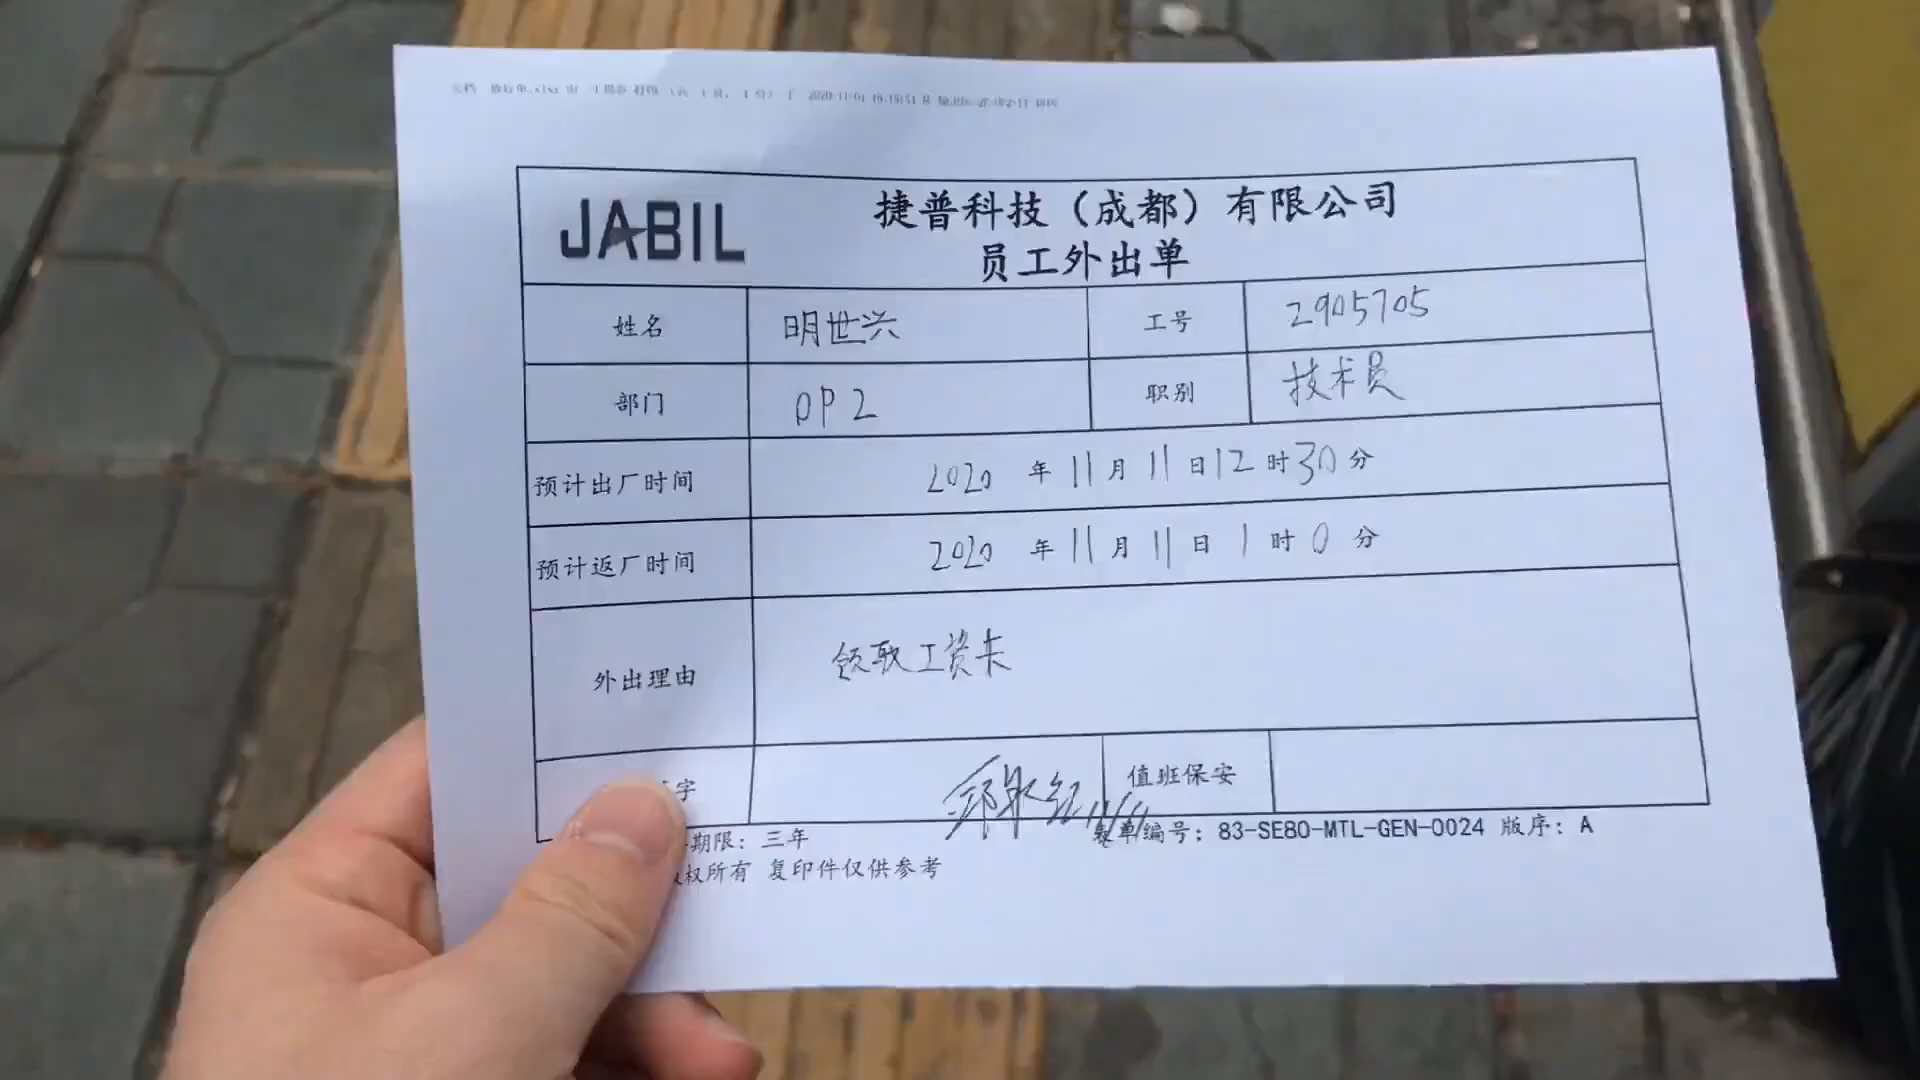 JABIL
捷普科技（成都）有限公司
员工外出单
姓名 明世兴 工号 2905705
部门 OP2 职别 技术员
预计出厂时间 2020 年 11 月 11 日 12 时 30 分
预计返厂时间 2020 年 11 月 11 日 1 时 0 分
外出理由 领取工资卡
字 值班保安
期限：三年 表单编号：83-SE80-MTL-GEN-0024 版序：A
权所有 复印件仅供参考